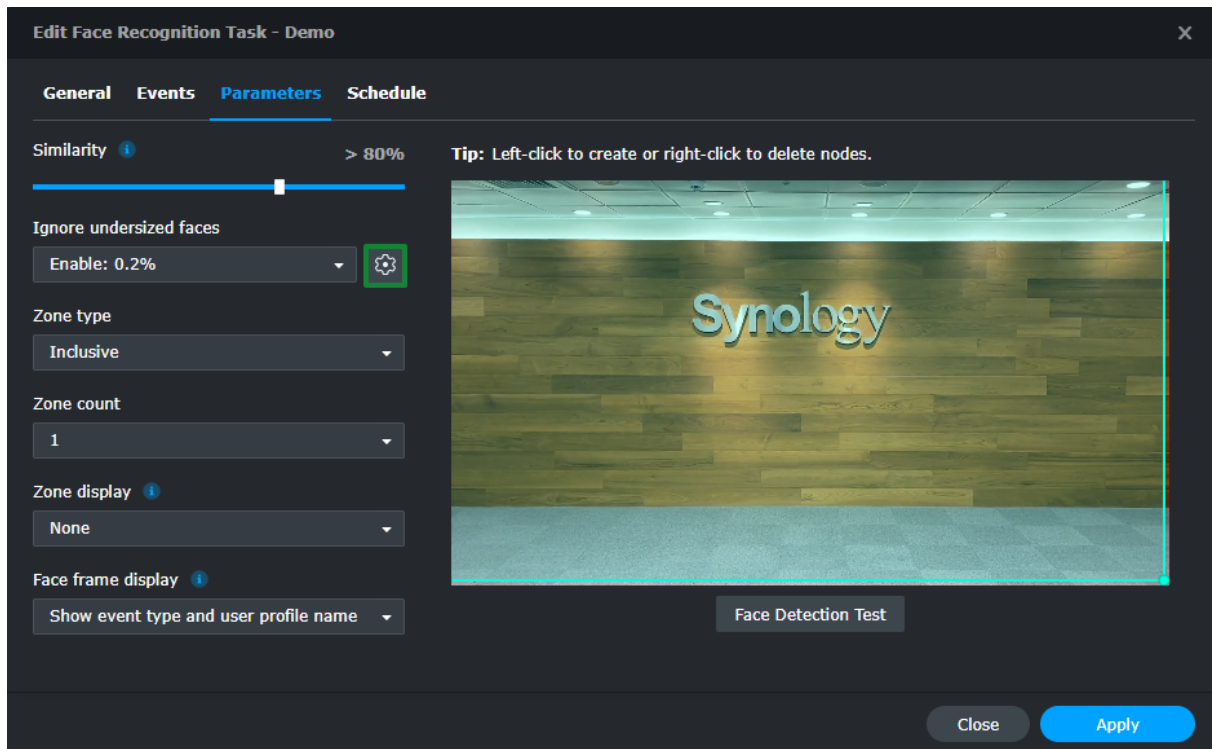 Edit Face Recognition Task - Demo
General Events Parameters Schedule
Similarity > 80%
Ignore undersized faces
Enable: 0.2%
Zone type
Inclusive
Zone count
1
Zone display
None
Face frame display
Show event type and user profile name
Tip: Left-click to create or right-click to delete nodes.
Synology
Face Detection Test
Close Apply